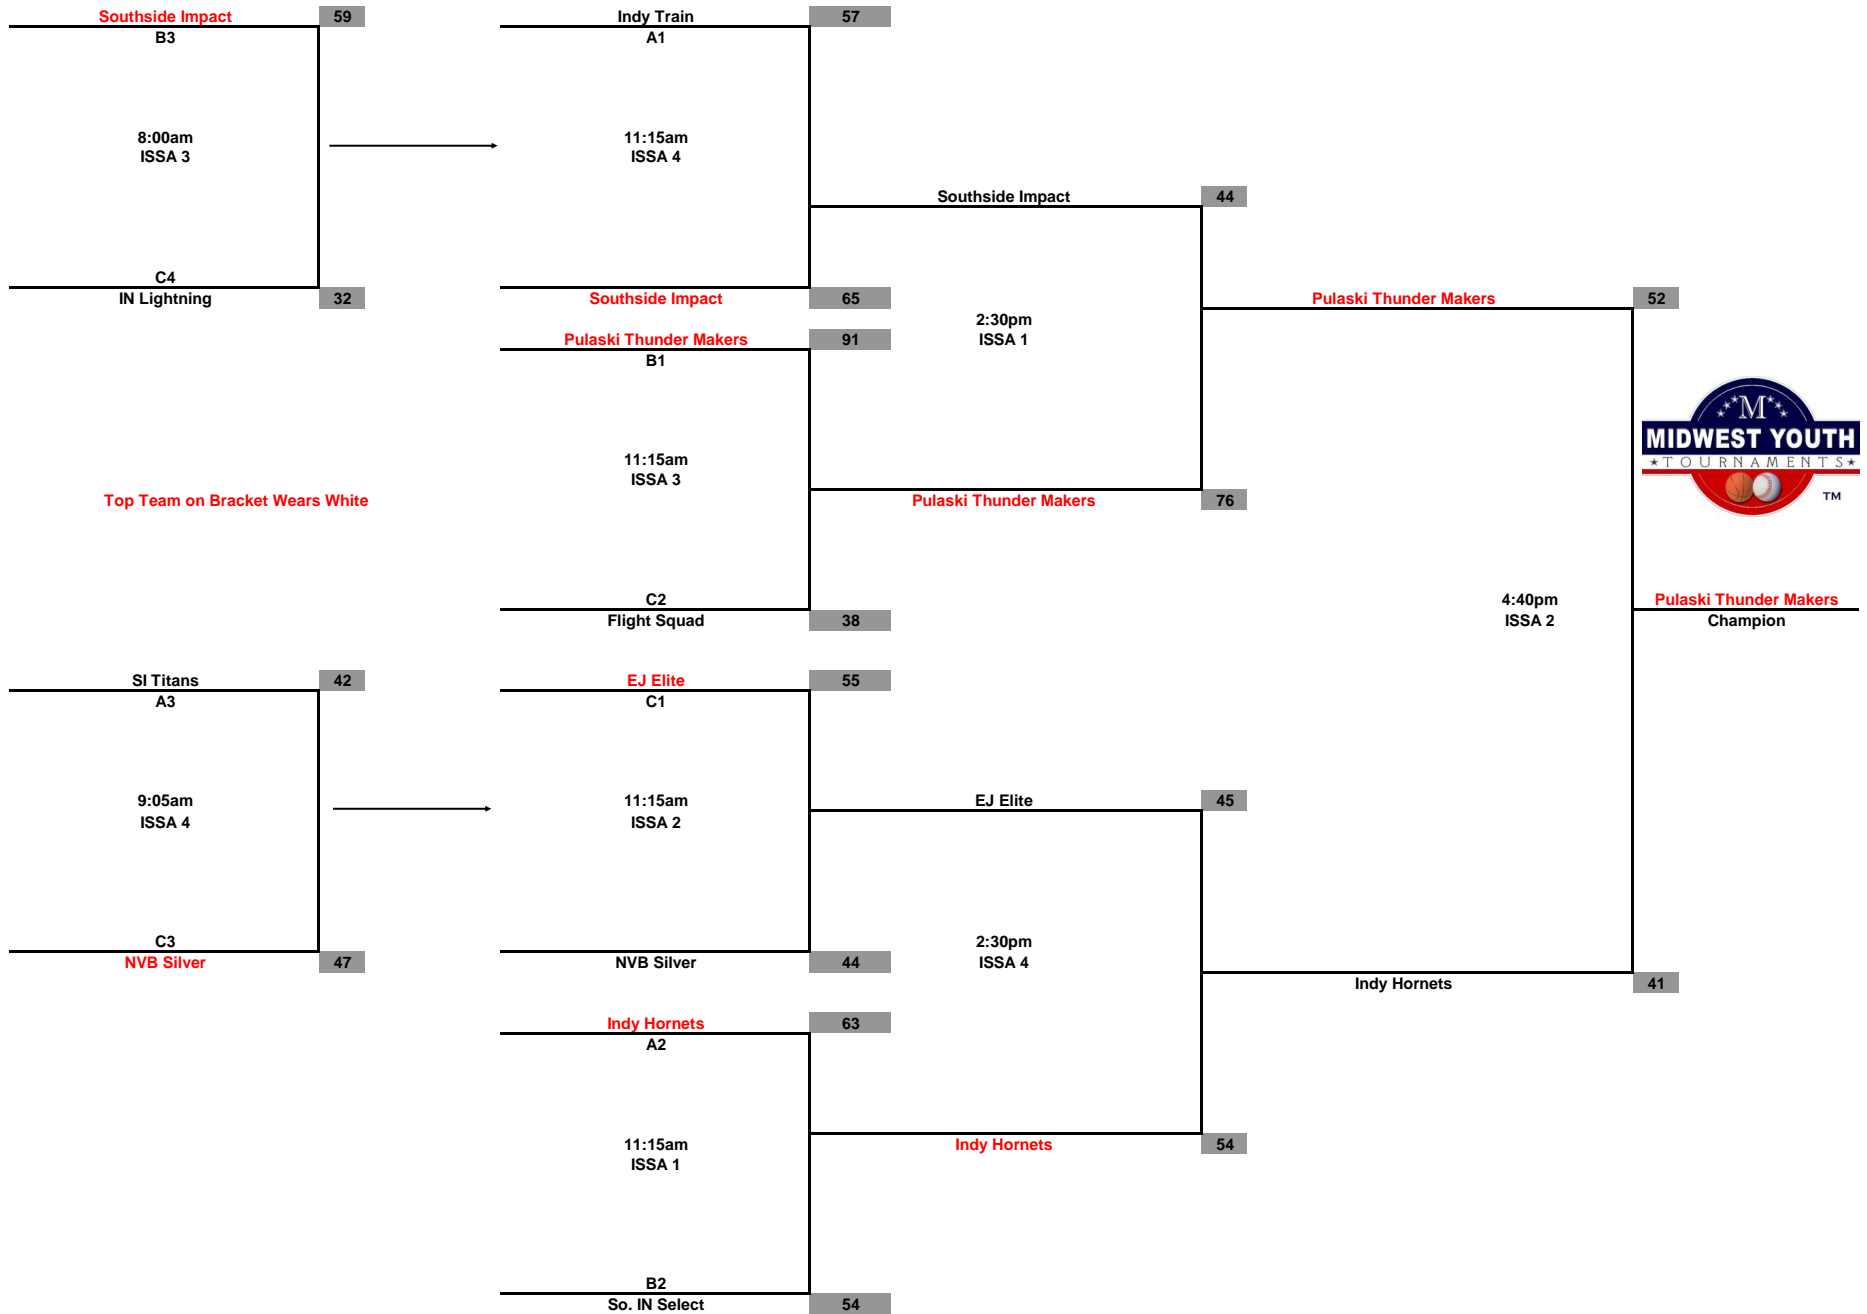 Southside Impact 59
B3
8:00am
ISSA 3
C4
IN Lightning 32
Indy Train 57
A1
11:15am
ISSA 4
Southside Impact 65
Pulaski Thunder Makers 91
B1
11:15am
ISSA 3
C2
Flight Squad 38
Southside Impact 44
2:30pm
ISSA 1
Pulaski Thunder Makers 76
Pulaski Thunder Makers 52
M
MIDWEST YOUTH
TOURNAMENTS
TM
Top Team on Bracket Wears White
4:40pm
ISSA 2
Pulaski Thunder Makers
Champion
SI Titans 42
A3
9:05am
ISSA 4
C3
NVB Silver 47
EJ Elite 55
C1
11:15am
ISSA 2
NVB Silver 44
Indy Hornets 63
A2
11:15am
ISSA 1
B2
So. IN Select 54
EJ Elite 45
2:30pm
ISSA 4
Indy Hornets 54
Indy Hornets 41